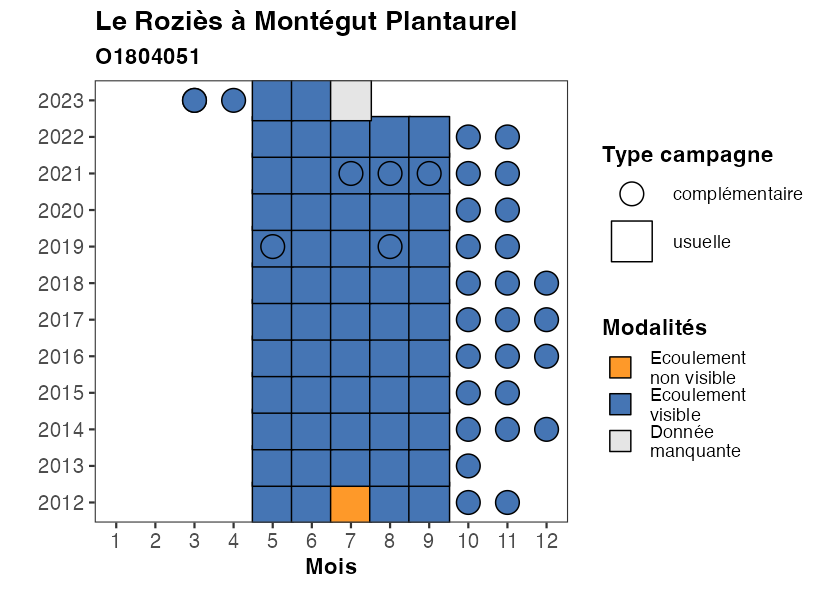 Le Roziès à Montégut Plantaurel
O1804051
2023
2022
2021
2020
2019
2018
2017
2016
2015
2014
2013
2012
1 2 3 4 5 6 7 8 9 10 11 12
Mois
Type campagne
complémentaire
usuelle
Modalités
Ecoulement
non visible
Ecoulement
visible
Donnée
manquante